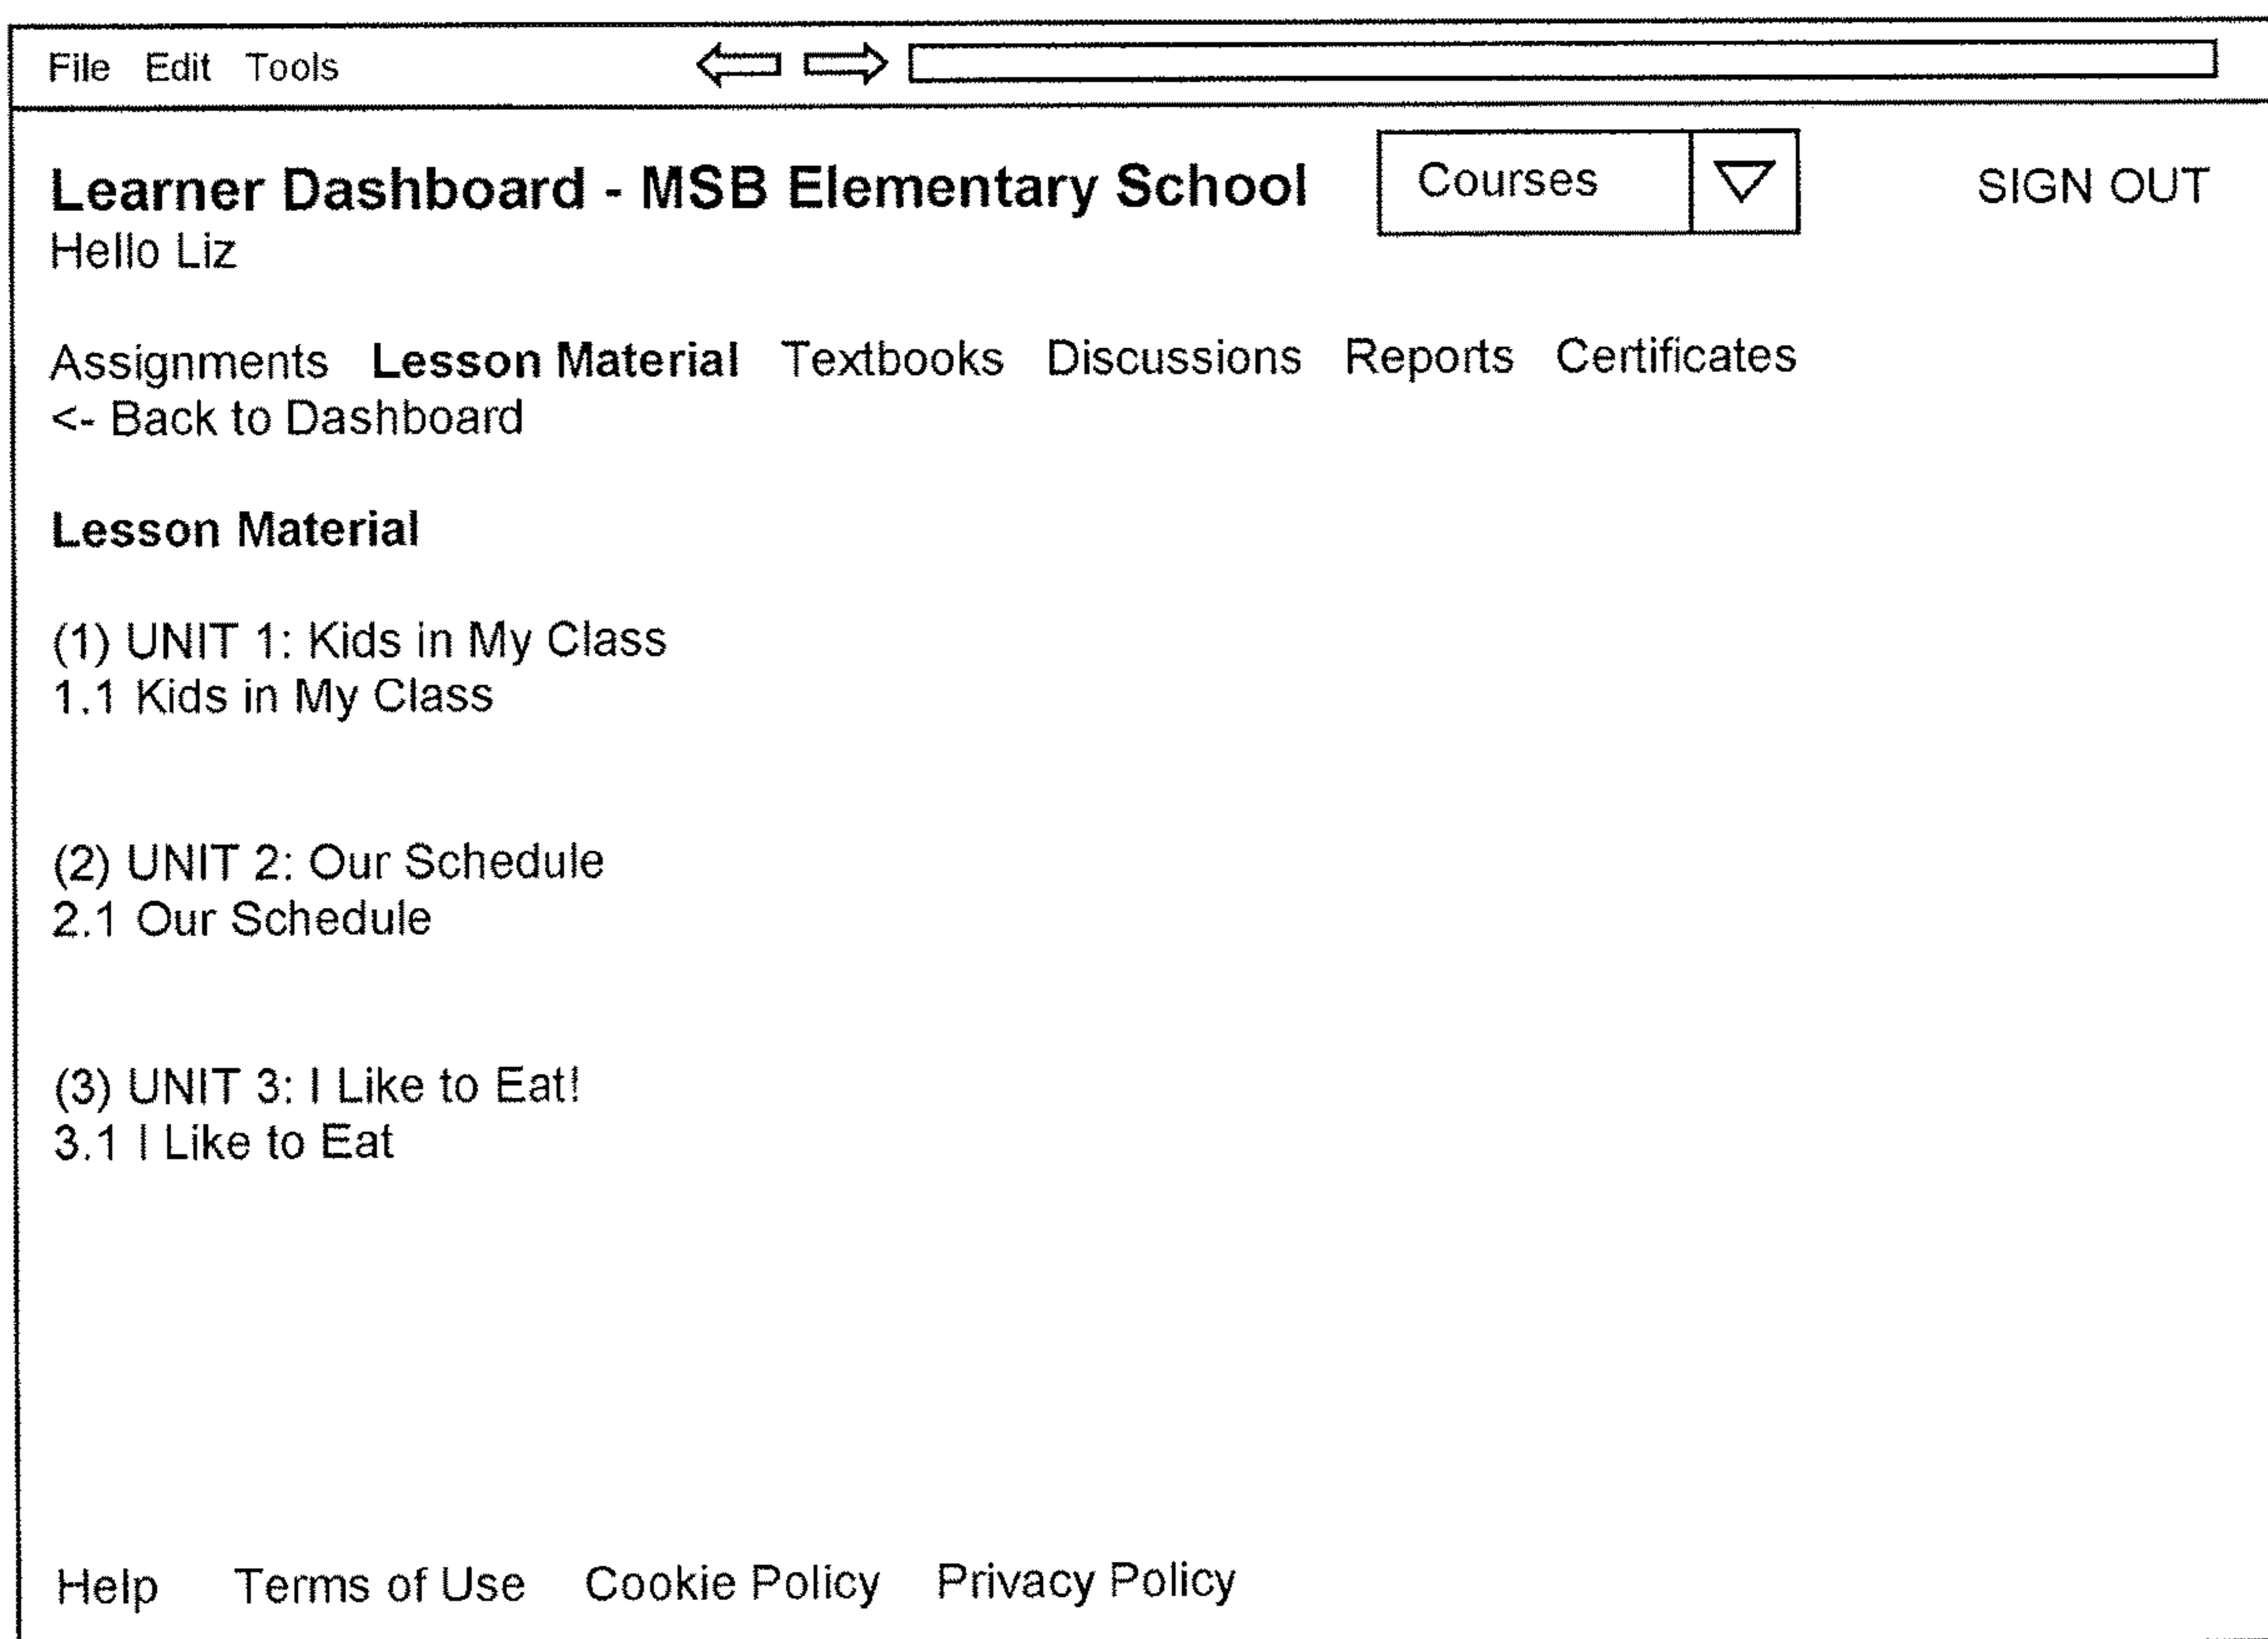 File Edit Tools
Learner Dashboard - MSB Elementary School Courses SIGN OUT
Hello Liz
Assignments Lesson Material Textbooks Discussions Reports Certificates
<- Back to Dashboard
Lesson Material
(1) UNIT 1: Kids in My Class
1.1 Kids in My Class
(2) UNIT 2: Our Schedule
2.1 Our Schedule
(3) UNIT 3: I Like to Eat!
3.1 I Like to Eat
Help Terms of Use Cookie Policy Privacy Policy